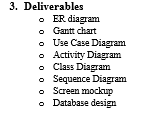 3. Deliverables
o ER diagram
o Gantt chart
o Use Case Diagram
o Activity Diagram
o Class Diagram
o Sequence Diagram
o Screen mockup
o Database design